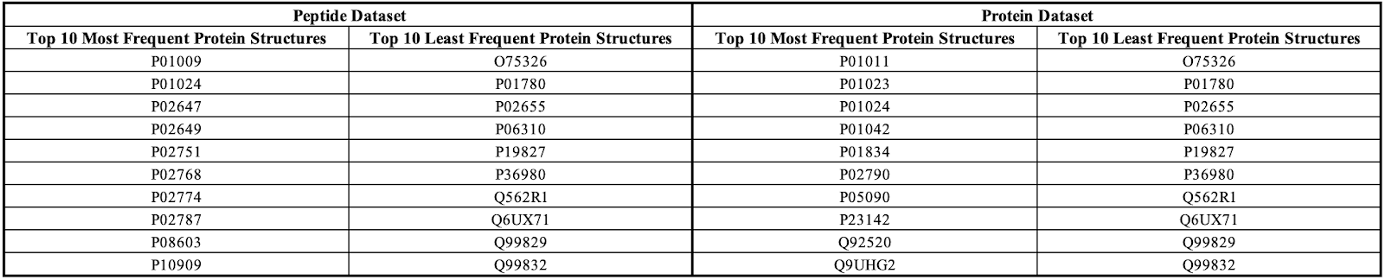 Peptide Dataset Protein Dataset
Top 10 Most Frequent Protein Structures Top 10 Least Frequent Protein Structures Top 10 Most Frequent Protein Structures Top 10 Least Frequent Protein Structures
P01009 O75326 P01011 O75326
P01024 P01780 P01023 P01780
P02647 P02655 P01024 P02655
P02649 P06310 P01042 P06310
P02751 P19827 P01834 P19827
P02768 P36980 P02790 P36980
P02774 Q562R1 P05090 Q562R1
P02787 Q6UX71 P23142 Q6UX71
P08603 Q99829 Q92520 Q99829
P10909 Q99832 Q9UHG2 Q99832